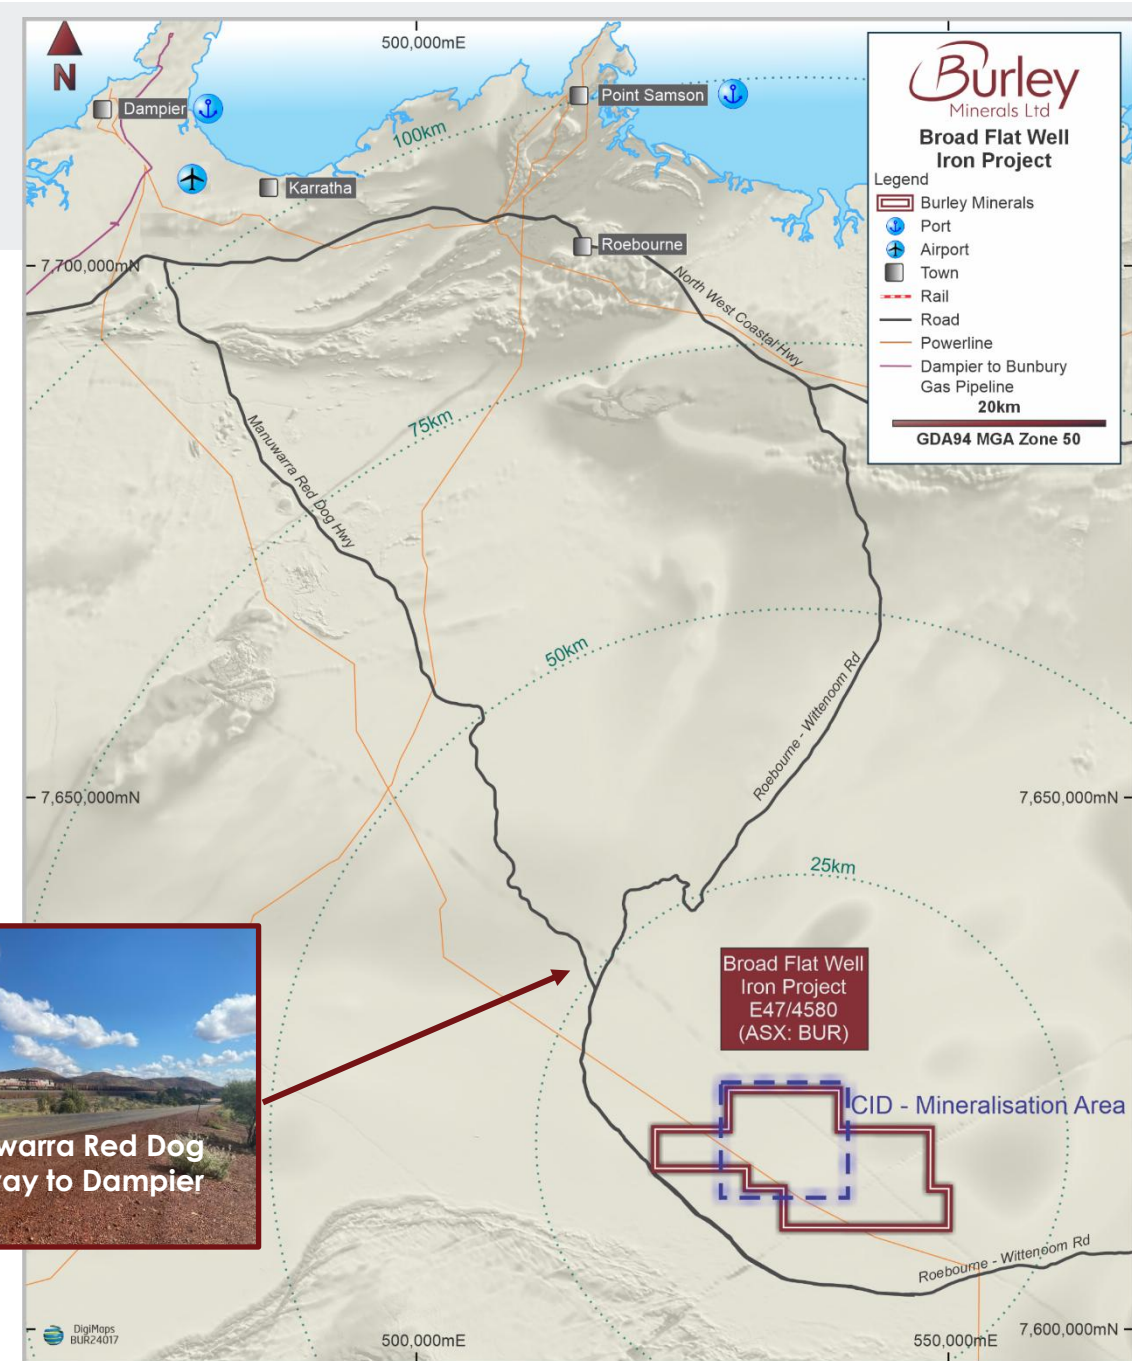 N
500,000mE
Dampier
Point Samson
Karratha
Roebourne
100km
7,700,000mN
North West Coastal Hwy
75km
Manuwarra Red Dog Hwy
50km
Roebourne - Wittenoom Rd
7,650,000mN
7,650,000mN
25km
Broad Flat Well
Iron Project
E47/4580
(ASX: BUR)
CID - Mineralisation Area
warra Red Dog
ay to Dampier
Roebourne - Wittenoom Rd
DigiMaps
BUR24017
500,000mE
550,000mE
7,600,000mN
Burley
Minerals Ltd
Broad Flat Well
Iron Project
Legend
Burley Minerals
Port
Airport
Town
Rail
Road
Powerline
Dampier to Bunbury
Gas Pipeline
20km
GDA94 MGA Zone 50